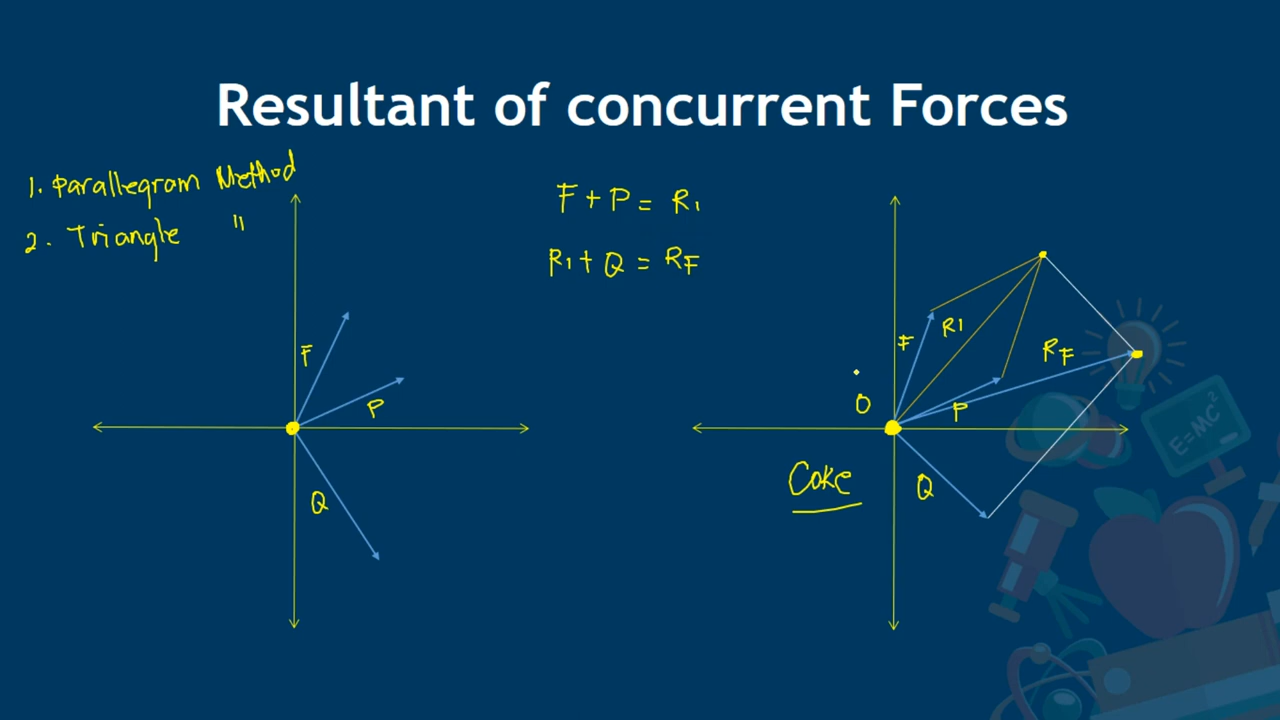 Resultant of concurrent Forces
1. Parallegram Method
2. Triangle "
F + P = R1
R1 + Q = RF
F
P
Q
F
R1
RF
O
P
Coke
Q
E=MC²